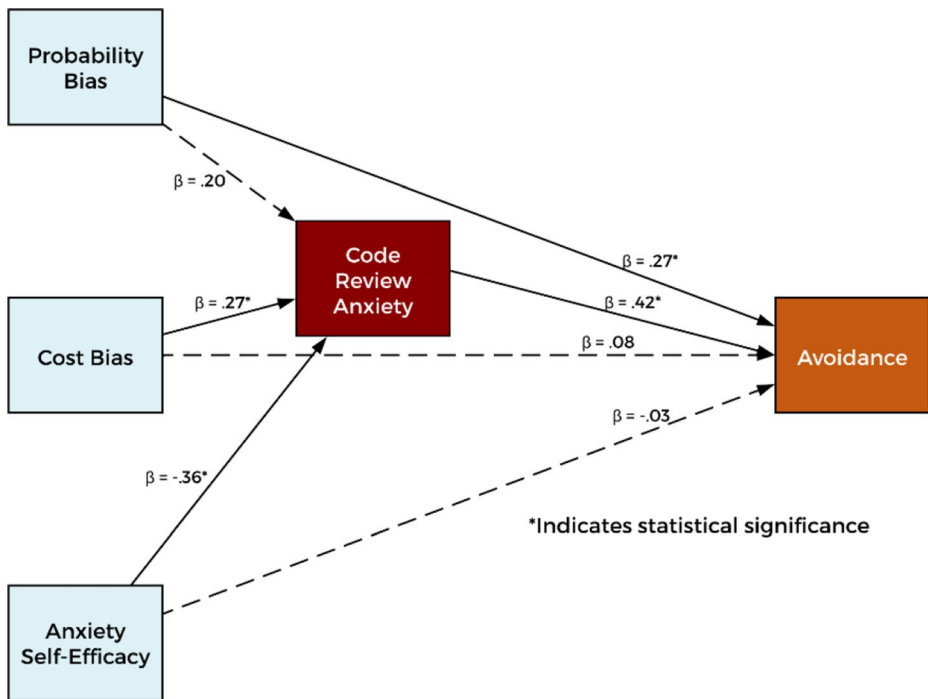 Probability
Bias
β = .20
Code
Review
Anxiety
β = .27*
β = .27*
β = .42*
Cost Bias
β = .08
Avoidance
β = -.03
β = -.36*
*Indicates statistical significance
Anxiety
Self-Efficacy